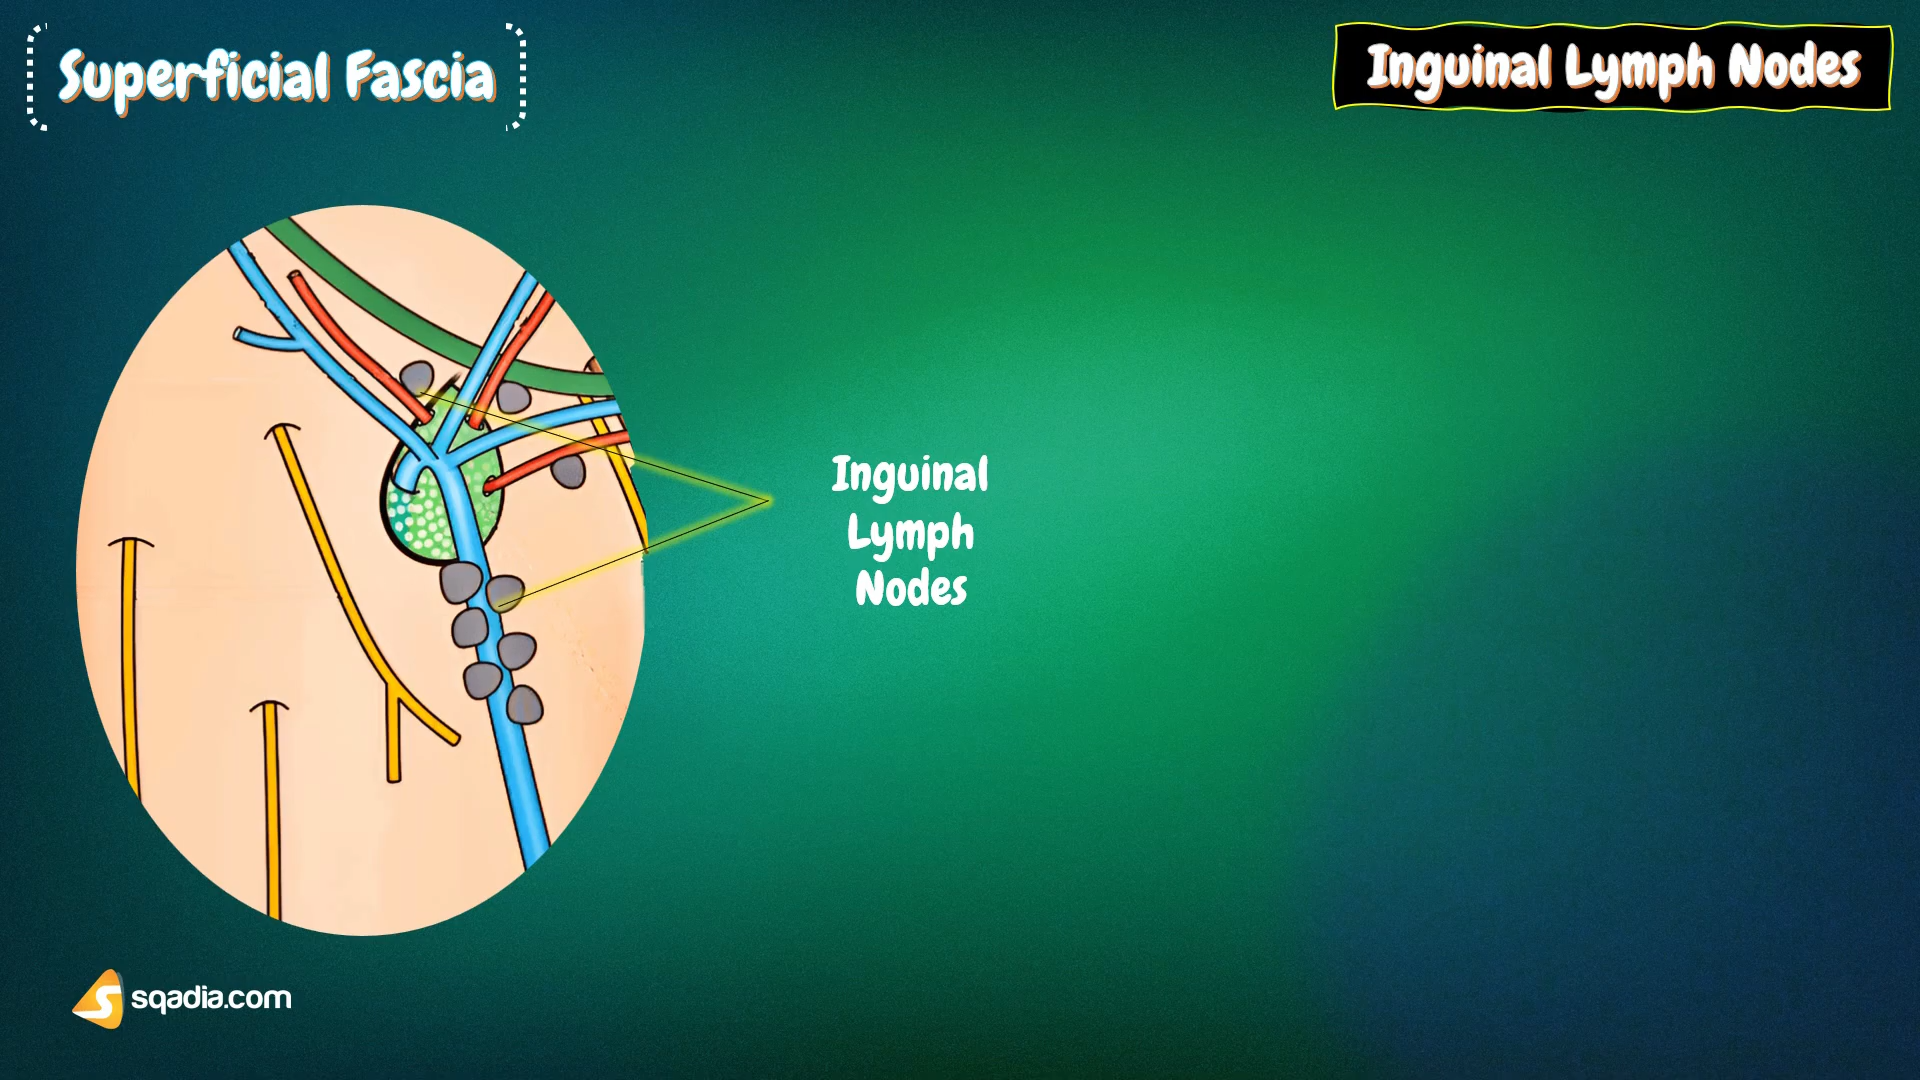 Superficial Fascia
Inguinal Lymph Nodes
Inguinal
Lymph
Nodes
sqadia.com